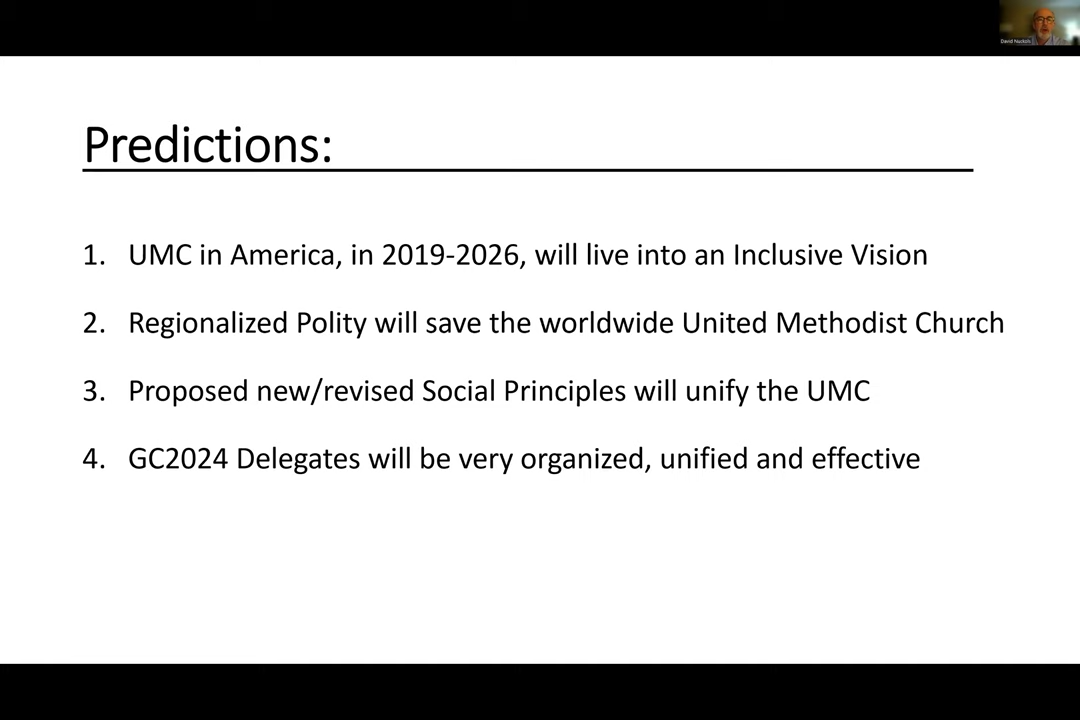 David Nuckols
Predictions:
1. UMC in America, in 2019-2026, will live into an Inclusive Vision
2. Regionalized Polity will save the worldwide United Methodist Church
3. Proposed new/revised Social Principles will unify the UMC
4. GC2024 Delegates will be very organized, unified and effective